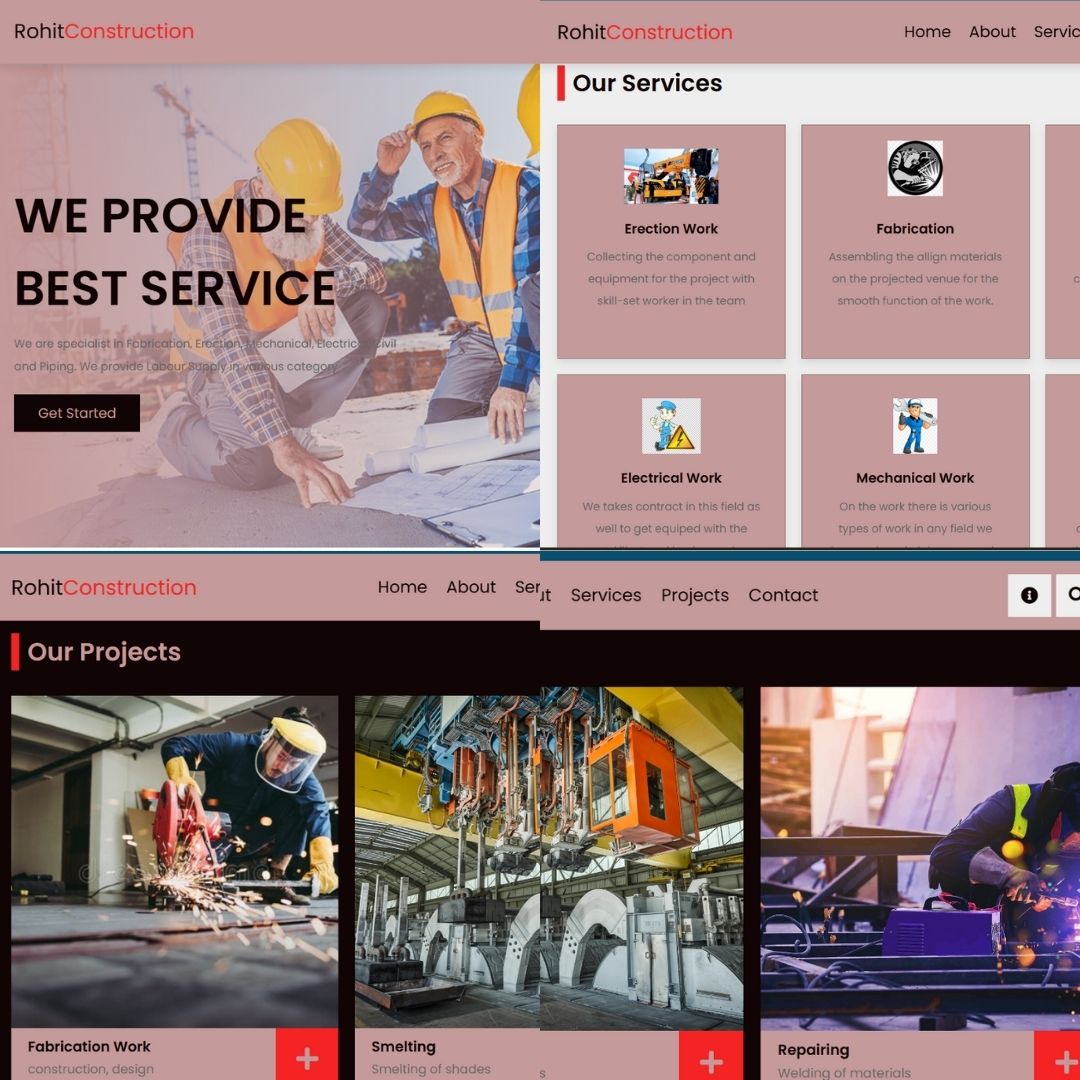 RohitConstruction
WE PROVIDE
BEST SERVICE
We are specialist in Fabrication, Erection, Mechanical, Electric Civil
and Piping. We provide Labour Supply in various category
Get Started
RohitConstruction
Home About Servic
Our Services
Erection Work
Collecting the component and
equipment for the project with
skill-set worker in the team
Fabrication
Assembling the allign materials
on the projected venue for the
smooth function of the work.
Electrical Work
We takes contract in this field as
well to get equiped with the
Mechanical Work
On the work there is various
types of work in any field we
RohitConstruction
Home About Ser
Our Projects
Fabrication Work
construction, design
Smelting
Smelting of shades
ut Services Projects Contact
s
Repairing
Welding of materials